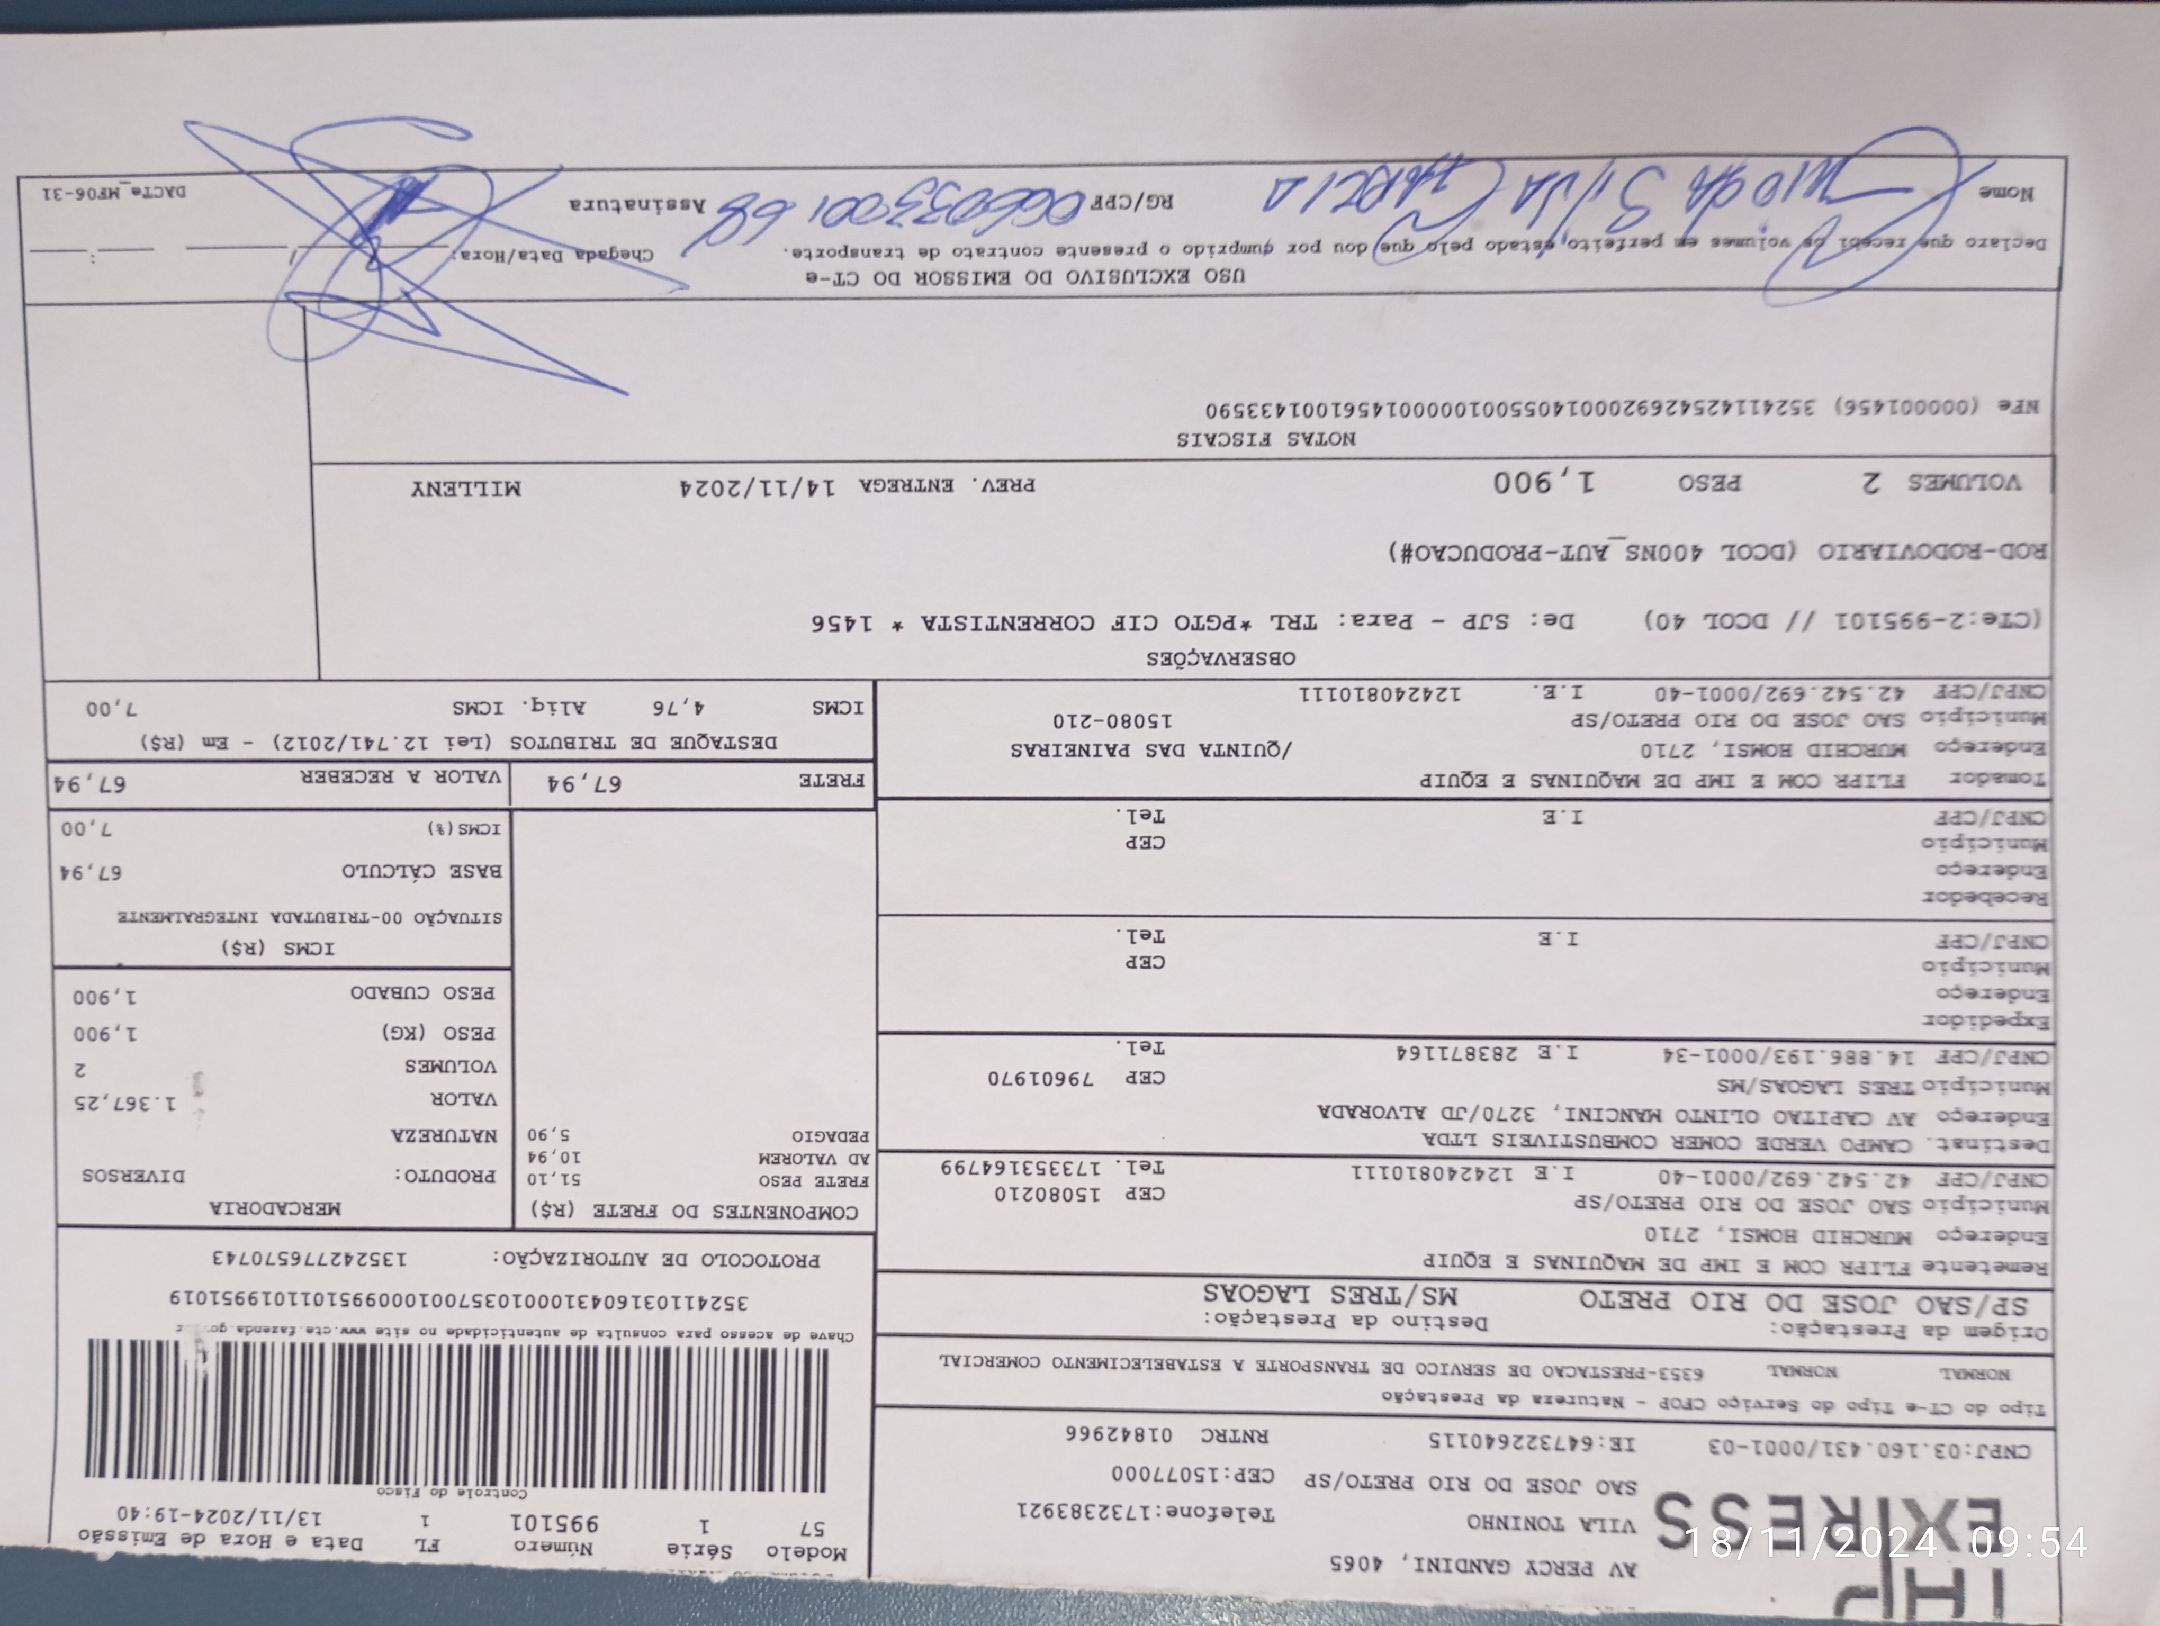 AV PERCY GANDINI, 4065
VILA TONINHO Telefone:1732383921
EXPRESS
SAO JOSE DO RIO PRETO/SP CEP:15077000
CNPJ:03.160.431/0001-03 IE:647322640115 RNTRC 01842966
Modelo Série Número FL Data e Hora de Emissão
57 1 995101 1 13/11/2024-19:40
Controle do Fisco
Chave de acesso para consulta de autenticidade no site www.cte.fazenda.gov.br
35241103160431000103570010009951011019951019
PROTOCOLO DE AUTORIZAÇÃO: 135242776570743
Tipo do CT-e Tipo do Serviço CFOP - Natureza da Prestação
NORMAL NORMAL 6353-PRESTACAO DE SERVICO DE TRANSPORTE A ESTABELECIMENTO COMERCIAL
Origem da Prestação: Destino da Prestação:
SP/SAO JOSE DO RIO PRETO MS/TRES LAGOAS
Remetente FLIPR COM E IMP DE MAQUINAS E EQUIP
Endereço MURCHID HOMSI, 2710
Município SAO JOSE DO RIO PRETO/SP CEP 15080210
CNPJ/CPF 42.542.692/0001-40 I.E 124240810111 Tel. 173353164799
Destinat. CAMPO VERDE COMER COMBUSTIVEIS LTDA
Endereço AV CAPITAO OLINTO MANCINI, 3270/JD ALVORADA
Município TRES LAGOAS/MS CEP 79601970
CNPJ/CPF 14.886.193/0001-34 I.E 283871164 Tel.
Expedidor
Endereço
Município CEP
CNPJ/CPF I.E Tel.
Recebedor
Endereço
Município CEP
CNPJ/CPF I.E Tel.
Tomador FLIPR COM E IMP DE MAQUINAS E EQUIP
Endereço MURCHID HOMSI, 2710 /QUINTA DAS PAINEIRAS
Município SAO JOSE DO RIO PRETO/SP 15080-210
CNPJ/CPF 42.542.692/0001-40 I.E. 124240810111
COMPONENTES DO FRETE (R$)
FRETE PESO 51,10
AD VALOREM 10,94
PEDAGIO 5,90
MERCADORIA
PRODUTO: DIVERSOS
NATUREZA
VALOR 1.367,25
VOLUMES 2
PESO (KG) 1,900
PESO CUBADO 1,900
ICMS (R$)
SITUAÇÃO 00-TRIBUTADA INTEGRALMENTE
BASE CÁLCULO 67,94
ICMS(%) 7,00
FRETE 67,94 VALOR A RECEBER 67,94
DESTAQUE DE TRIBUTOS (Lei 12.741/2012) - Em (R$)
ICMS 4,76 Aliq. ICMS 7,00
OBSERVAÇÕES
(CTe:2-995101 // DCOL 40) De: SJP - Para: TRL *PGTO CIF CORRENTISTA * 1456
ROD-RODOVIARIO (DCOL 400NS_AUT-PRODUCAO#)
VOLUMES 2 PESO 1,900 PREV. ENTREGA 14/11/2024 MILLENY
NOTAS FISCAIS
NFe (000001456) 35241142542692000140550010000014561001433590
USO EXCLUSIVO DO EMISSOR DO CT-e
Declaro que recebi os volumes em perfeito estado pelo que dou por cumprido o presente contrato de transporte. Chegada Data/Hora: / :
Nome da Silva GARCIA RG/CPF 06603300168 Assinatura DACTe_MF06-31
18/11/2024 09:54